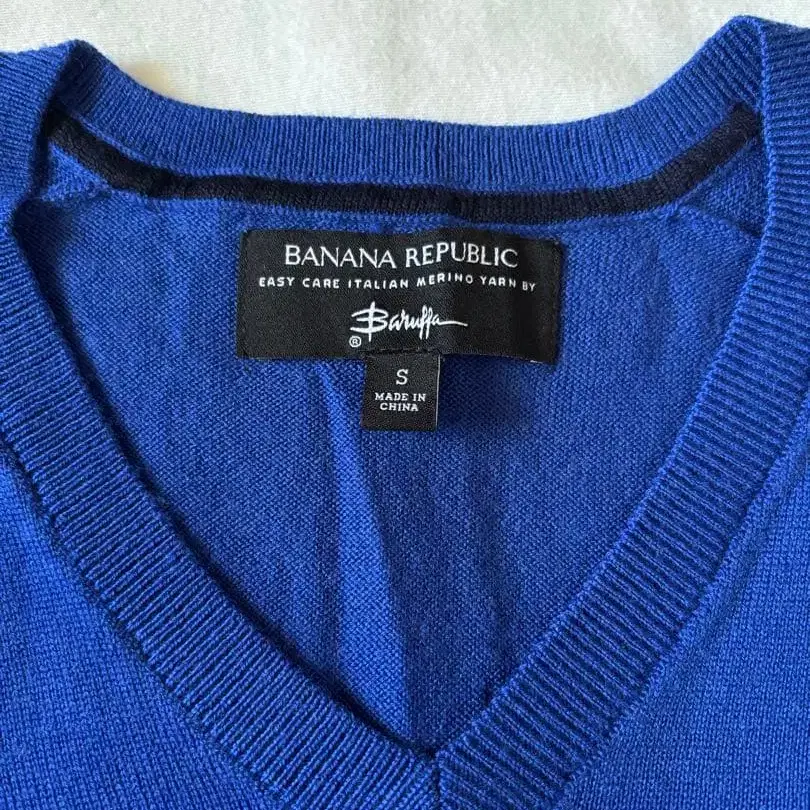 BANANA REPUBLIC
EASY CARE ITALIAN MERINO YARN BY
Baruffa
®
S
MADE IN
CHINA